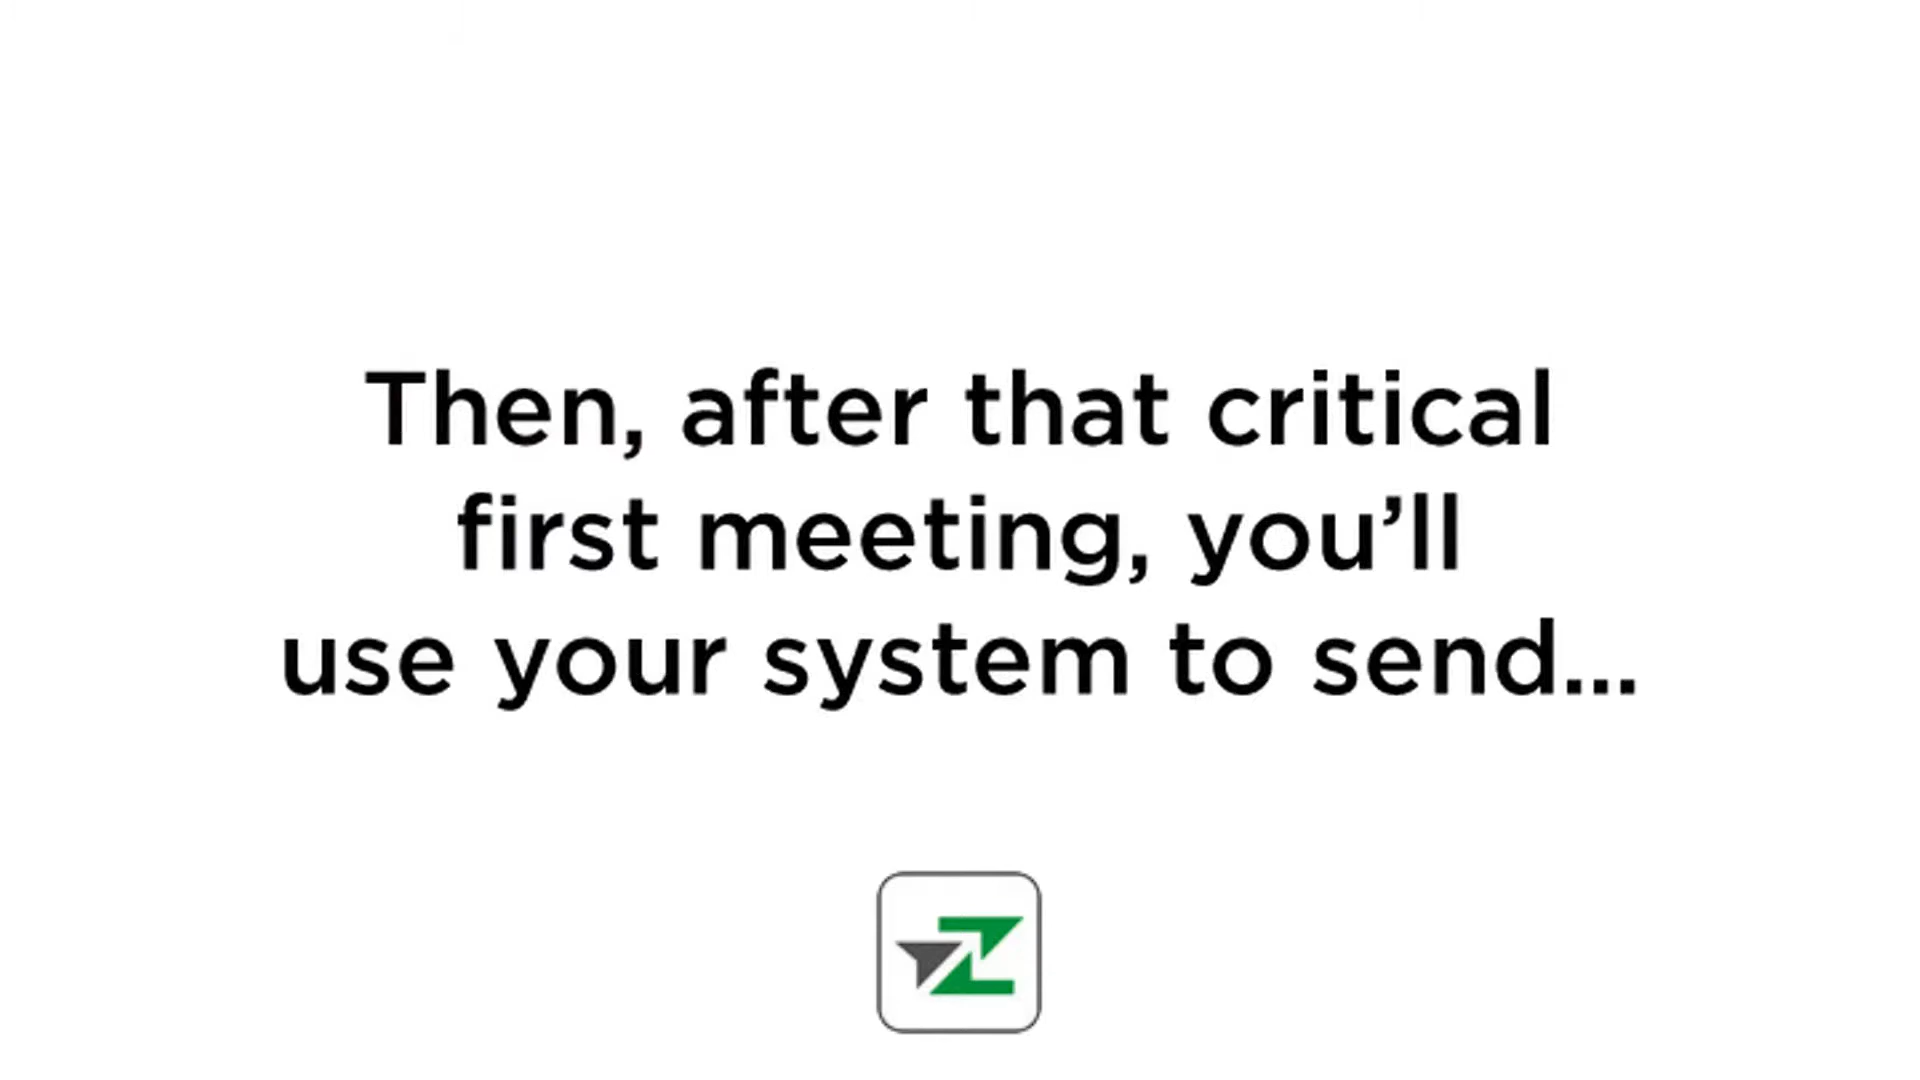 Then, after that critical
first meeting, you’ll
use your system to send...